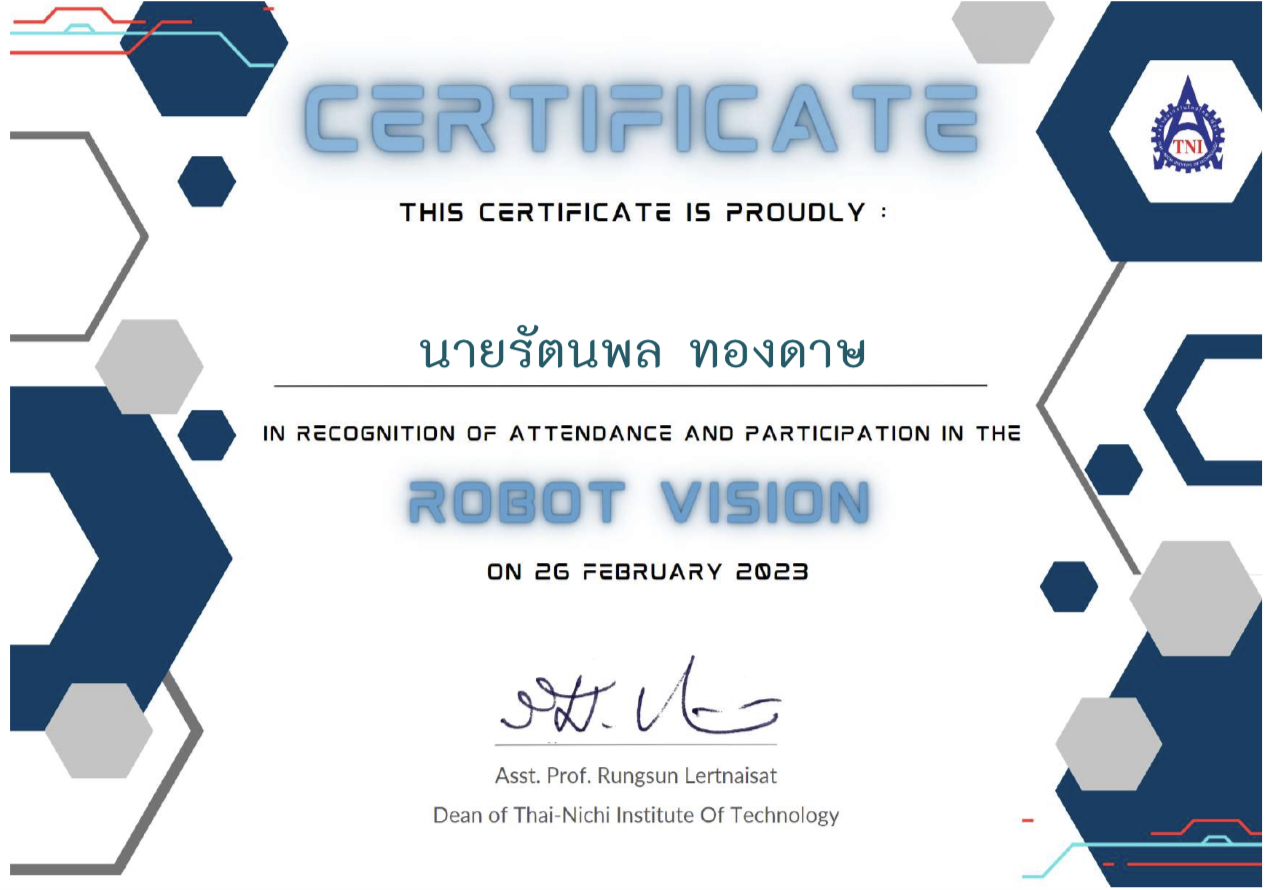 CERTIFICATE
TNI
THIS CERTIFICATE IS PROUDLY :
นายรัตนพล ทองดาษ
IN RECOGNITION OF ATTENDANCE AND PARTICIPATION IN THE
ROBOT VISION
ON 26 FEBRUARY 2023
Asst. Prof. Rungsun Lertnaisat
Dean of Thai-Nichi Institute Of Technology